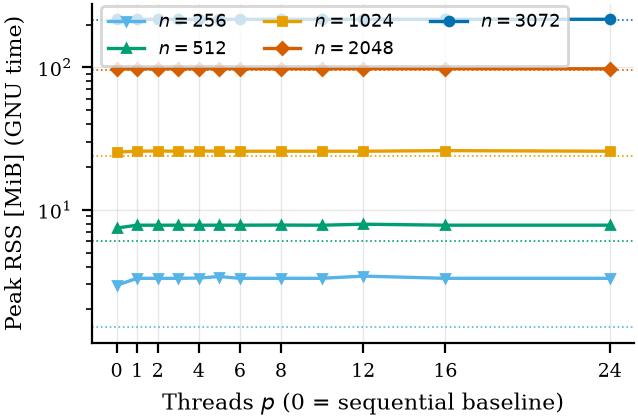 n = 256
n = 512
n = 1024
n = 2048
n = 3072
Peak RSS [MiB] (GNU time)
10²
10¹
0 1 2 4 6 8 12 16 24
Threads p (0 = sequential baseline)